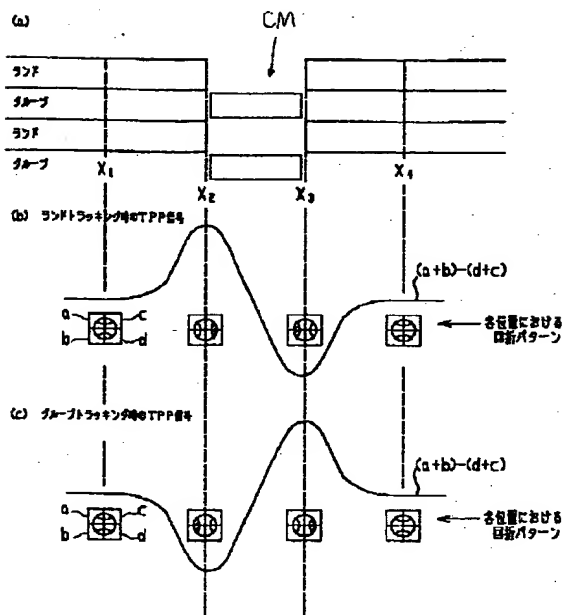 (a)
CM
ランド
グルーブ
ランド
グルーブ
X₁
X₂
X₃
X₄
(b) ランドトラッキング時のTPP信号
(a+b)-(d+c)
a c
b d
各位置における
回折パターン
(c) グルーブトラッキング時のTPP信号
(a+b)-(d+c)
a c
b d
各位置における
回折パターン